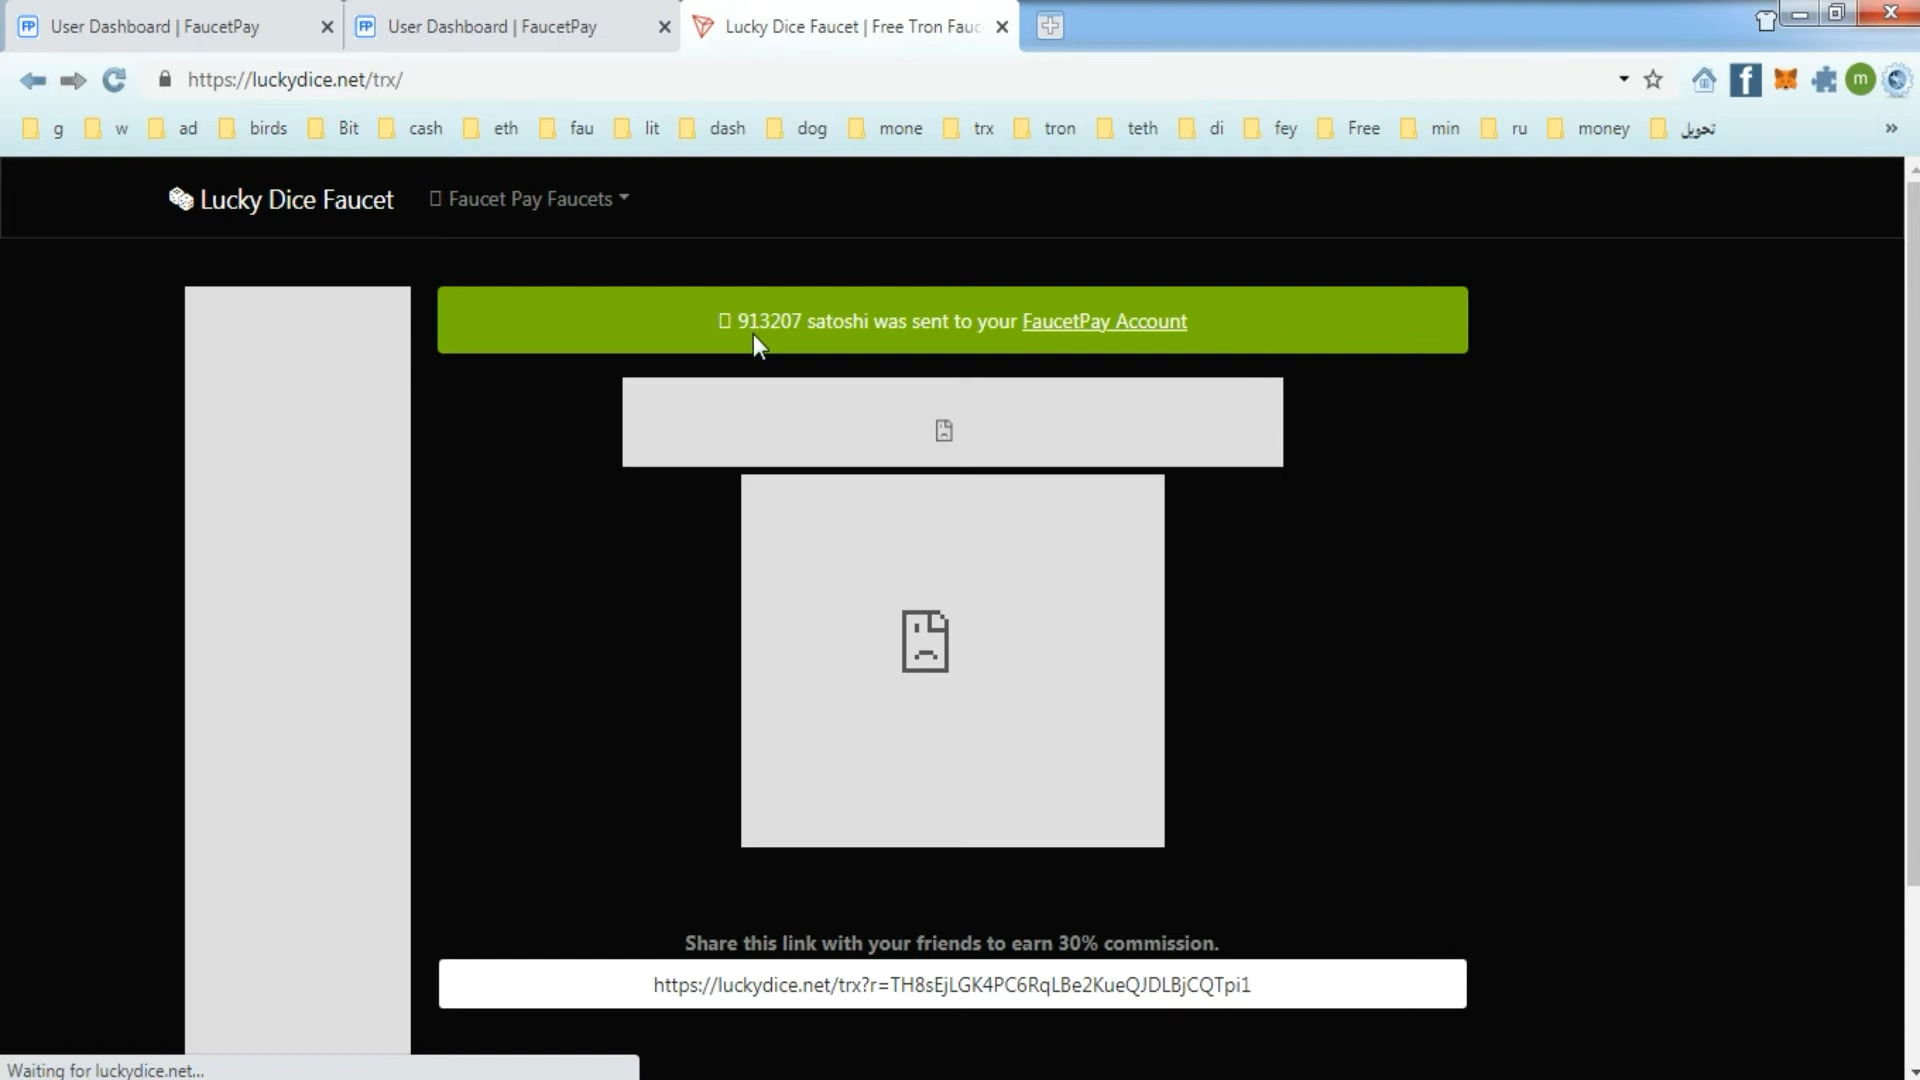 User Dashboard | FaucetPay
User Dashboard | FaucetPay
Lucky Dice Faucet | Free Tron Fauc
https://luckydice.net/trx/
m
g w ad birds Bit cash eth fau lit dash dog mone trx tron teth di fey Free min ru money تحويل »
Lucky Dice Faucet
Faucet Pay Faucets
913207 satoshi was sent to your FaucetPay Account
Share this link with your friends to earn 30% commission.
https://luckydice.net/trx?r=TH8sEjLGK4PC6RqLBe2KueQJDLBjCQTpi1
Waiting for luckydice.net...